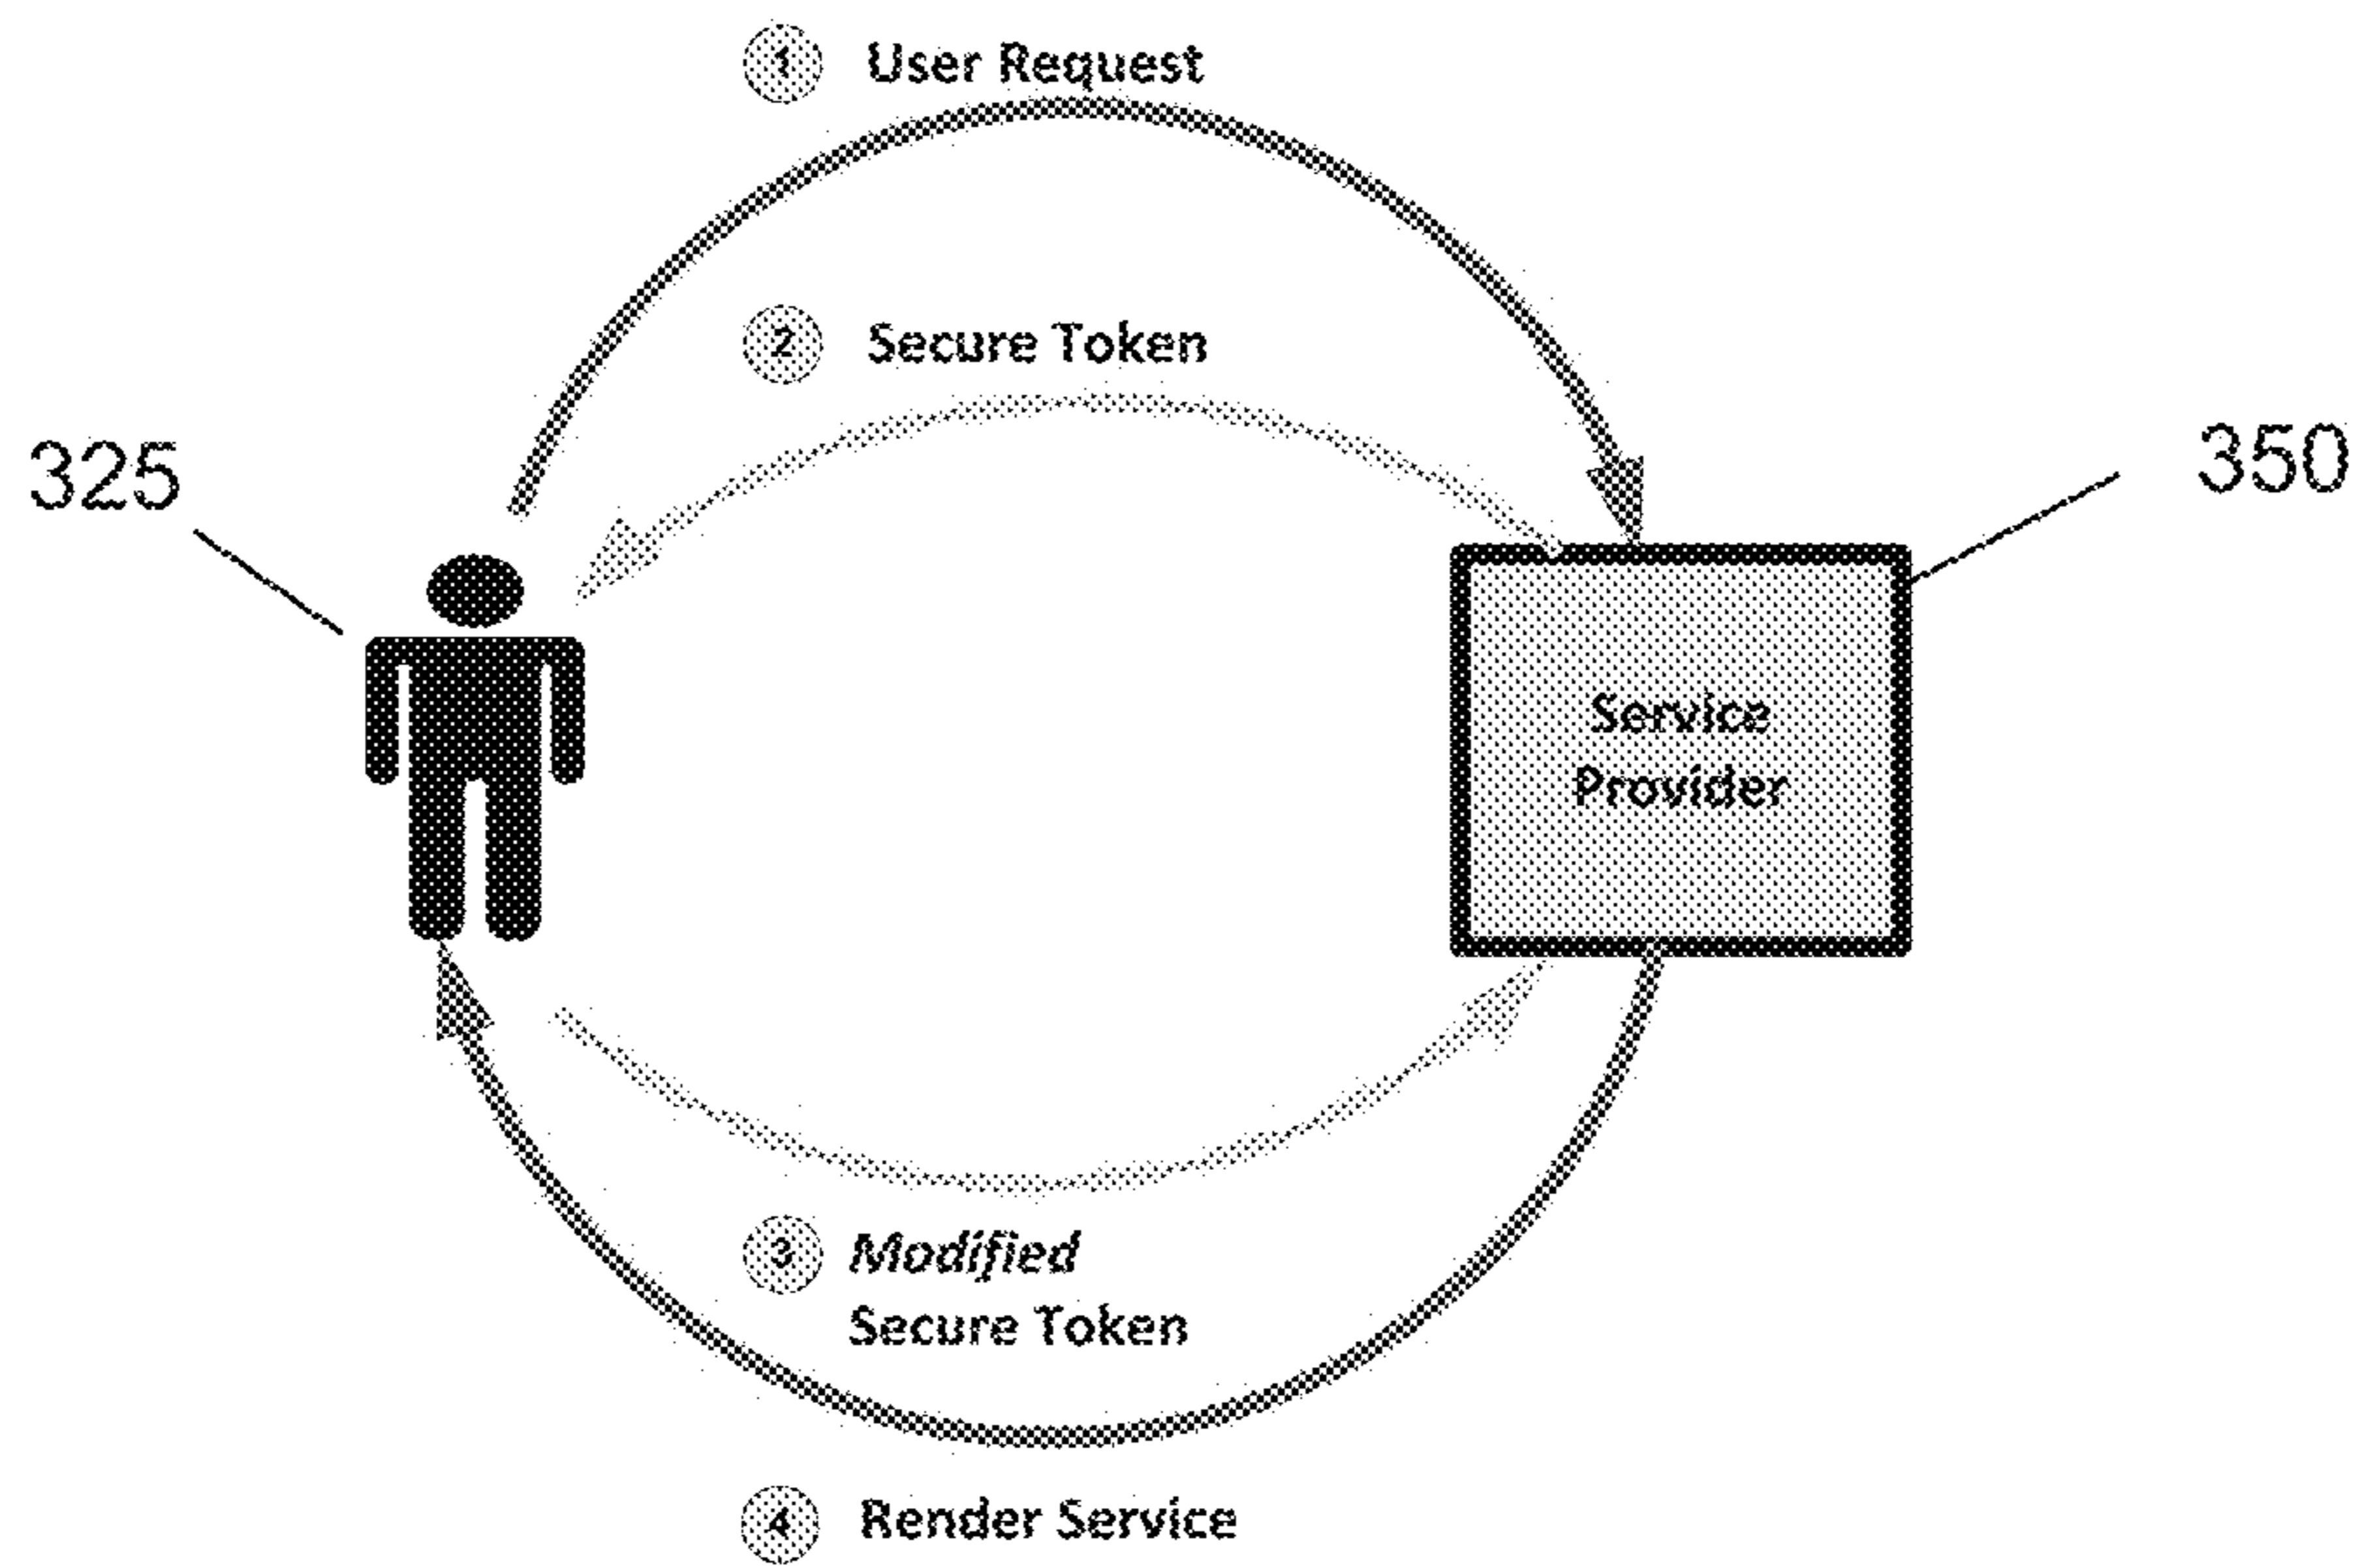 1 User Request
2 Secure Token
325
350
Service
Provider
3 Modified
Secure Token
4 Render Service